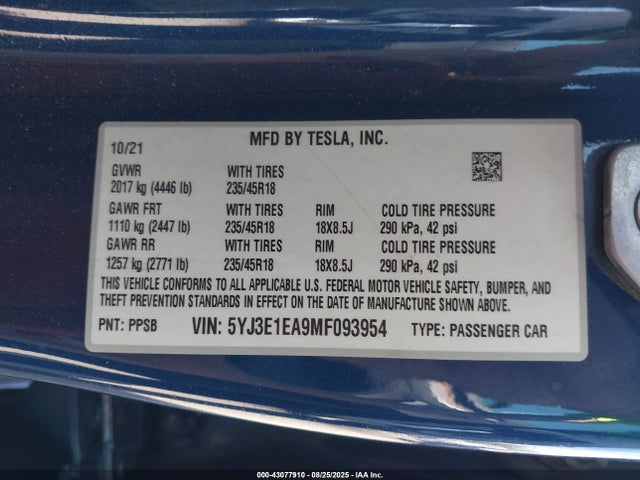 10/21 MFD BY TESLA, INC.
GVWR WITH TIRES
2017 kg (4446 lb) 235/45R18
GAWR FRT WITH TIRES RIM COLD TIRE PRESSURE
1110 kg (2447 lb) 235/45R18 18X8.5J 290 kPa, 42 psi
GAWR RR WITH TIRES RIM COLD TIRE PRESSURE
1257 kg (2771 lb) 235/45R18 18X8.5J 290 kPa, 42 psi
THIS VEHICLE CONFORMS TO ALL APPLICABLE U.S. FEDERAL MOTOR VEHICLE SAFETY, BUMPER, AND
THEFT PREVENTION STANDARDS IN EFFECT ON THE DATE OF MANUFACTURE SHOWN ABOVE.
PNT: PPSB VIN: 5YJ3E1EA9MF093954 TYPE: PASSENGER CAR
000-43077910 - 08/25/2025 - IAA Inc.